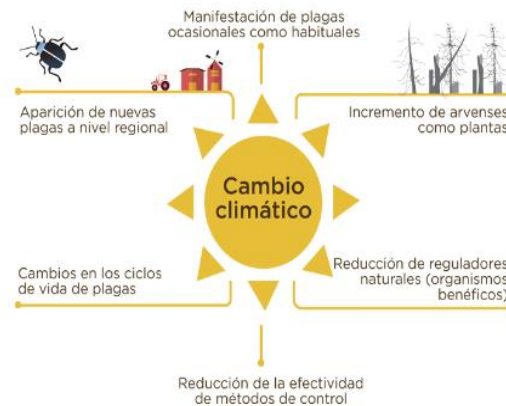 Manifestación de plagas
ocasionales como habituales
Aparición de nuevas
plagas a nivel regional
Incremento de arvenses
como plantas
Cambio
climático
Cambios en los ciclos
de vida de plagas
Reducción de reguladores
naturales (organismos
benéficos)
Reducción de la efectividad
de métodos de control